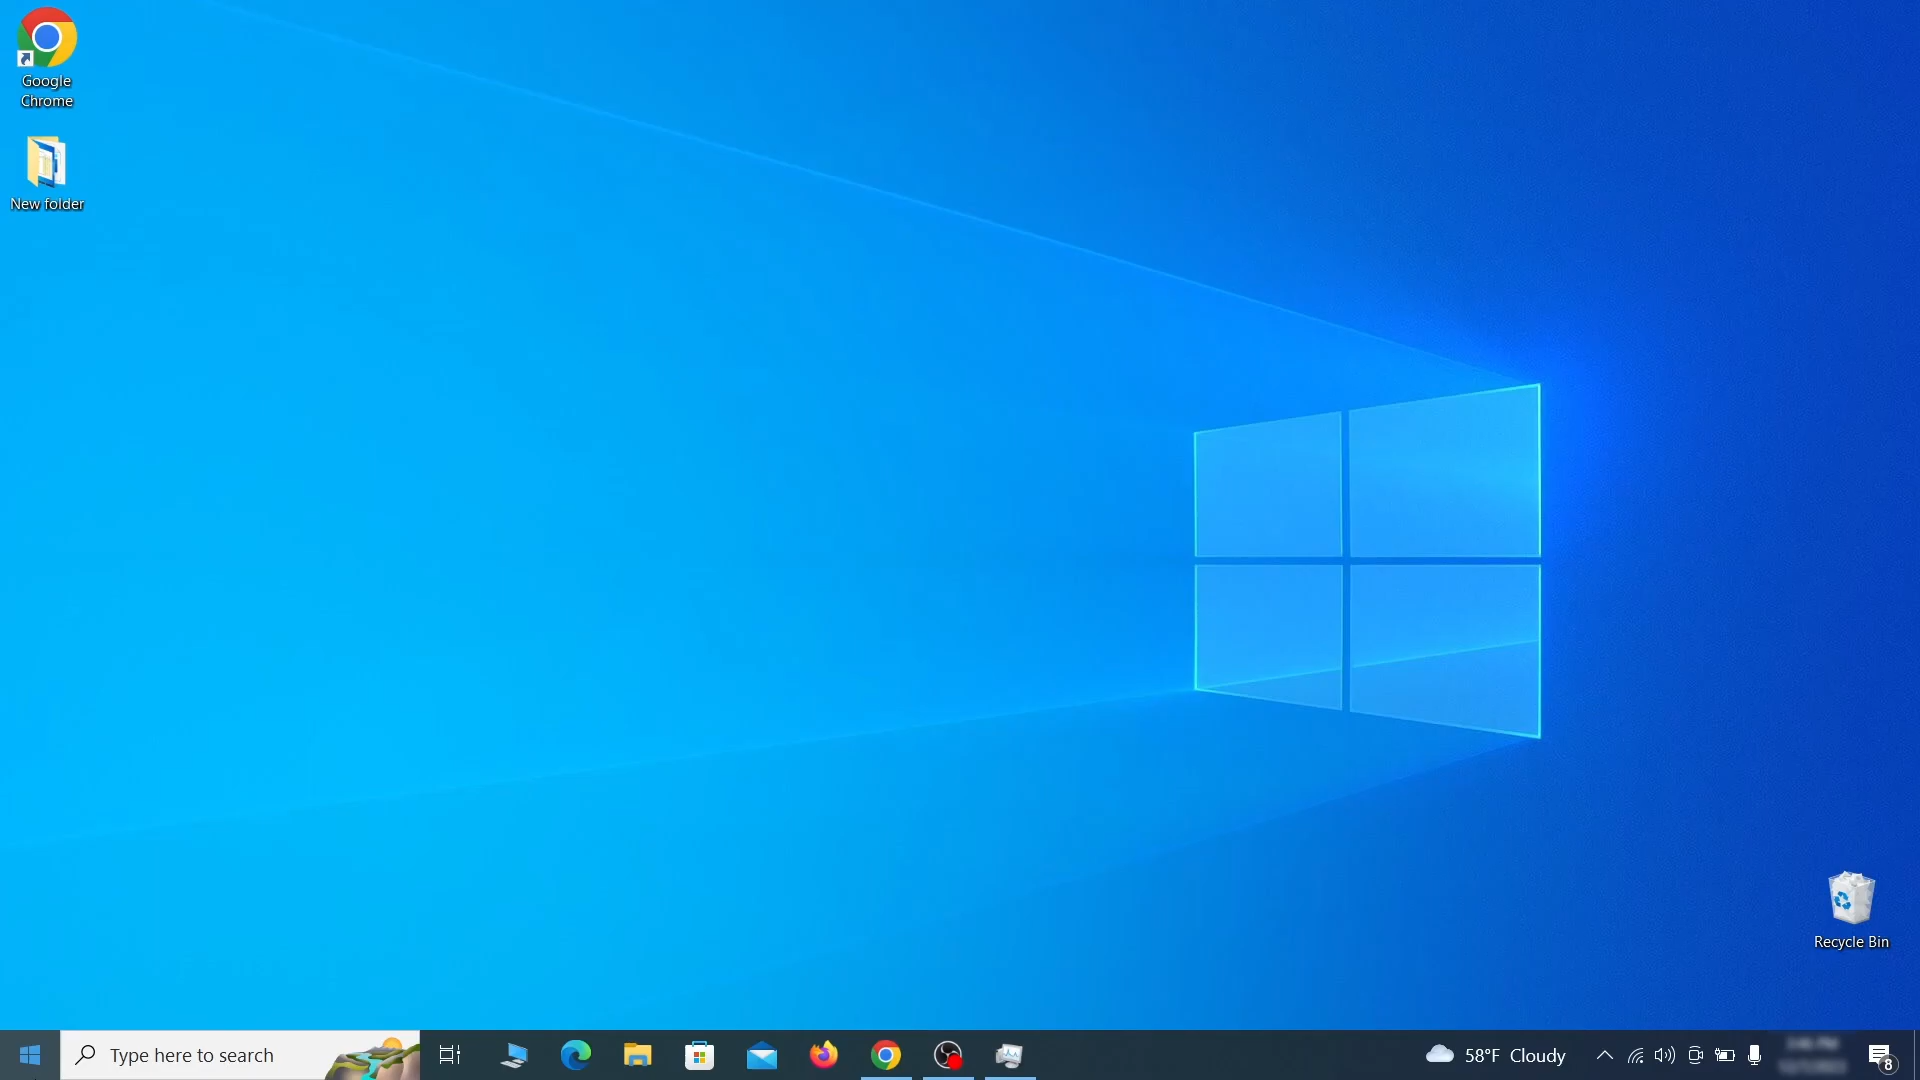 Google
Chrome
New folder
Recycle Bin
Type here to search
58°F Cloudy
8